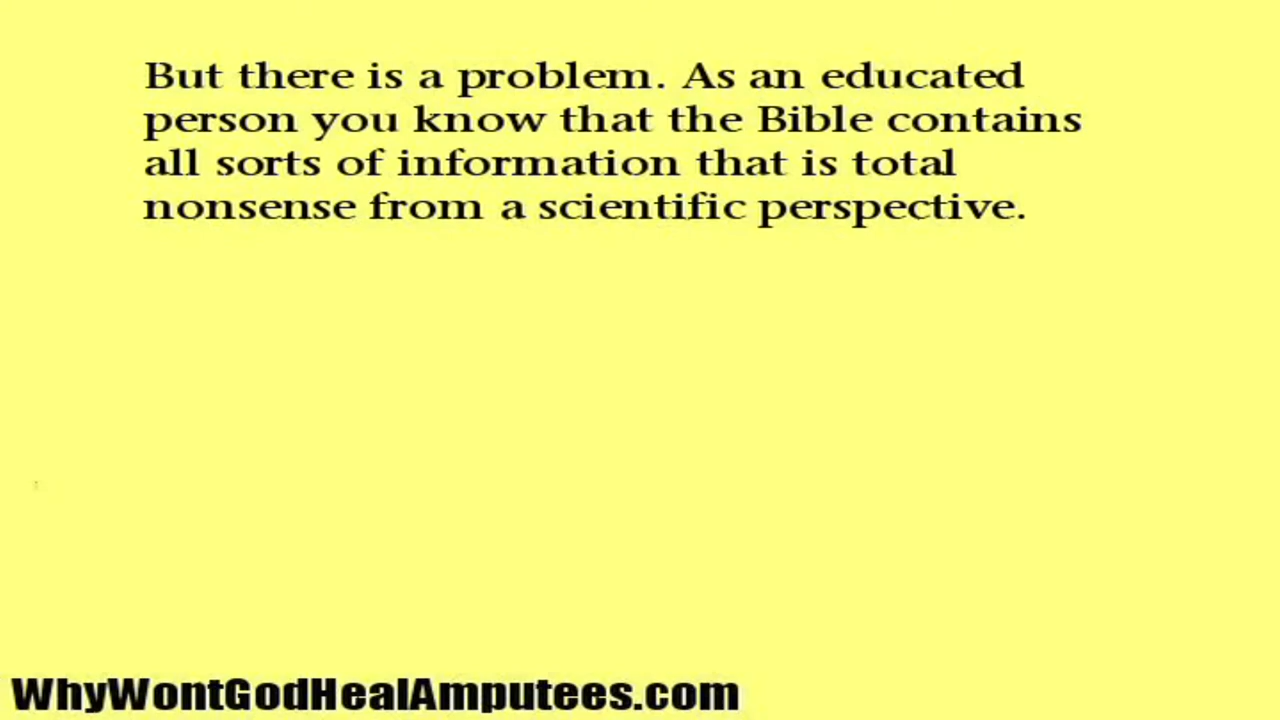 But there is a problem. As an educated
person you know that the Bible contains
all sorts of information that is total
nonsense from a scientific perspective.
WhyWontGodHealAmputees.com